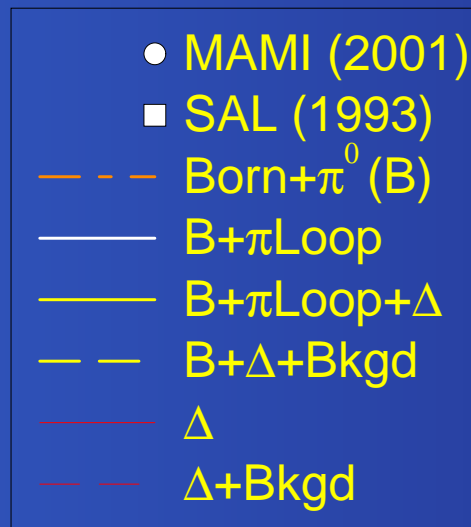 MAMI (2001)
SAL (1993)
Born+π⁰ (B)
B+πLoop
B+πLoop+Δ
B+Δ+Bkgd
Δ
Δ+Bkgd